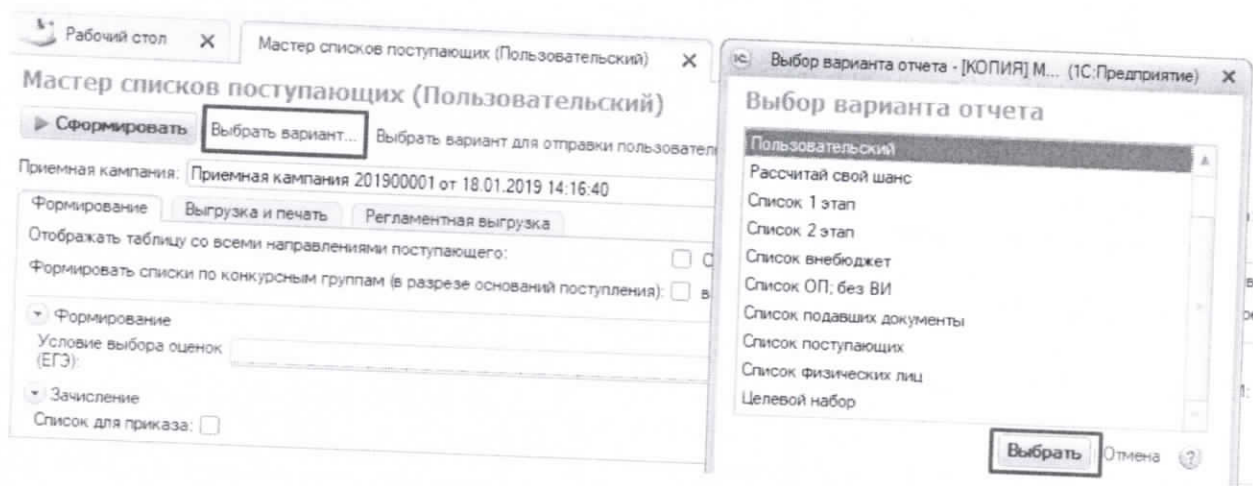 Рабочий стол
Мастер списков поступающих (Пользовательский)
Мастер списков поступающих (Пользовательский)
Сформировать Выбрать вариант... Выбрать вариант для отправки
Приемная кампания: Приемная кампания 201900001 от 18.01.2019 14:16:40
Формирование Выгрузка и печать Регламентная выгрузка
Отображать таблицу со всеми направлениями поступающего:
Формировать списки по конкурсным группам (в разрезе оснований поступления):
Формирование
Условие выбора оценок
(ЕГЭ):
Зачисление
Список для приказа:
Выбор варианта отчета - [КОПИЯ] М... (1С:Предприятие)
Выбор варианта отчета
Пользовательский
Рассчитай свой шанс
Список 1 этап
Список 2 этап
Список внебюджет
Список ОП; без ВИ
Список подавших документы
Список поступающих
Список физических лиц
Целевой набор
Выбрать Отмена ?